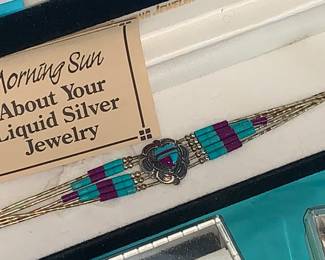 Morning Sun
About Your
Liquid Silver
Jewelry